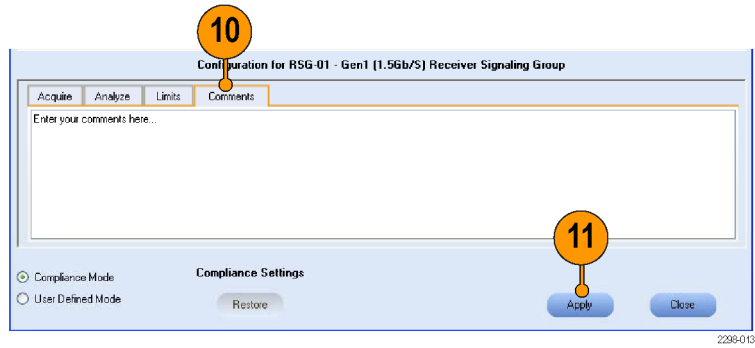 10
Configuration for RSG-01 - Gen1 (1.5Gb/S) Receiver Signaling Group
Acquire Analyze Limits Comments
Enter your comments here...
11
Compliance Mode Compliance Settings
User Defined Mode Restore Apply Close
2298-013